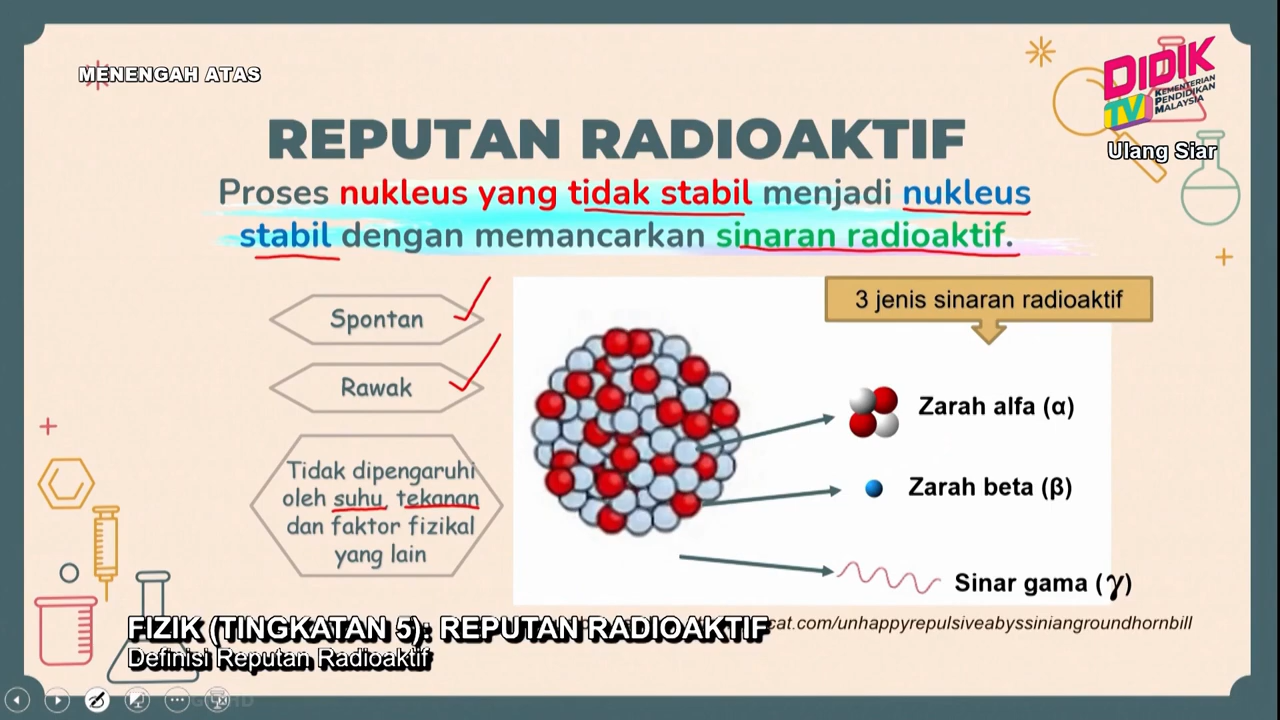 MENENGAH ATAS
DIDIK
TV
KEMENTERIAN
PENDIDIKAN
MALAYSIA
Ulang Siar
REPUTAN RADIOAKTIF
Proses nukleus yang tidak stabil menjadi nukleus
stabil dengan memancarkan sinaran radioaktif.
Spontan
Rawak
Tidak dipengaruhi
oleh suhu, tekanan
dan faktor fizikal
yang lain
3 jenis sinaran radioaktif
Zarah alfa (α)
Zarah beta (β)
Sinar gama (γ)
cat.com/unhappyrepulsiveabyssiniangroundhornbill
FIZIK (TINGKATAN 5): REPUTAN RADIOAKTIF
Definisi Reputan Radioaktif